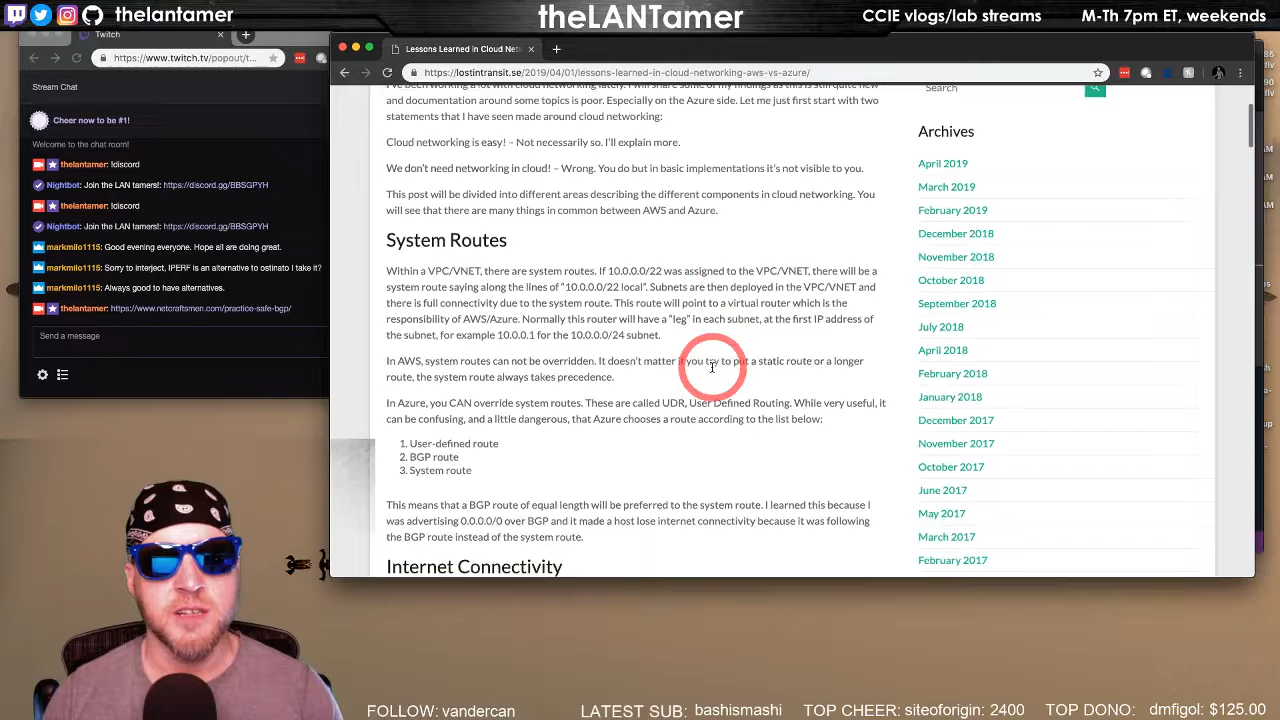 thelantamer
theLANTamer
CCIE vlogs/lab streams
M-Th 7pm ET, weekends
Twitch
https://www.twitch.tv/popout/t...
Stream Chat
Cheer now to be #1!
Welcome to the chat room!
thelantamer: !discord
Nightbot: Join the LAN tamers!: https://discord.gg/BBSGPYH
thelantamer: !discord
Nightbot: Join the LAN tamers!: https://discord.gg/BBSGPYH
markmilo1115: Good evening everyone. Hope all are doing great.
markmilo1115: Sorry to interject, IPERF is an alternative to ostinato I take it?
markmilo1115: Always good to have alternatives.
thelantamer: https://www.netcraftsmen.com/practice-safe-bgp/
Send a message
Lessons Learned in Cloud Net
https://lostintransit.se/2019/04/01/lessons-learned-in-cloud-networking-aws-vs-azure/
I've been working a lot with cloud networking lately. I will share some of my findings as this is still quite new
and documentation around some topics is poor. Especially on the Azure side. Let me just first start with two
statements that I have seen made around cloud networking:
Cloud networking is easy! – Not necessarily so. I'll explain more.
We don't need networking in cloud! – Wrong. You do but in basic implementations it's not visible to you.
This post will be divided into different areas describing the different components in cloud networking. You
will see that there are many things in common between AWS and Azure.
System Routes
Within a VPC/VNET, there are system routes. If 10.0.0.0/22 was assigned to the VPC/VNET, there will be a
system route saying along the lines of "10.0.0.0/22 local". Subnets are then deployed in the VPC/VNET and
there is full connectivity due to the system route. This route will point to a virtual router which is the
responsibility of AWS/Azure. Normally this router will have a "leg" in each subnet, at the first IP address of
the subnet, for example 10.0.0.1 for the 10.0.0.0/24 subnet.
In AWS, system routes can not be overridden. It doesn't matter if you try to put a static route or a longer
route, the system route always takes precedence.
In Azure, you CAN override system routes. These are called UDR, User Defined Routing. While very useful, it
can be confusing, and a little dangerous, that Azure chooses a route according to the list below:
1. User-defined route
2. BGP route
3. System route
This means that a BGP route of equal length will be preferred to the system route. I learned this because I
was advertising 0.0.0.0/0 over BGP and it made a host lose internet connectivity because it was following
the BGP route instead of the system route.
Internet Connectivity
Search
Archives
April 2019
March 2019
February 2019
December 2018
November 2018
October 2018
September 2018
July 2018
April 2018
February 2018
January 2018
December 2017
November 2017
October 2017
June 2017
May 2017
March 2017
February 2017
FOLLOW: vandercan
LATEST SUB: bashismashi
TOP CHEER: siteoforigin: 2400
TOP DONO: dmfigol: $125.00